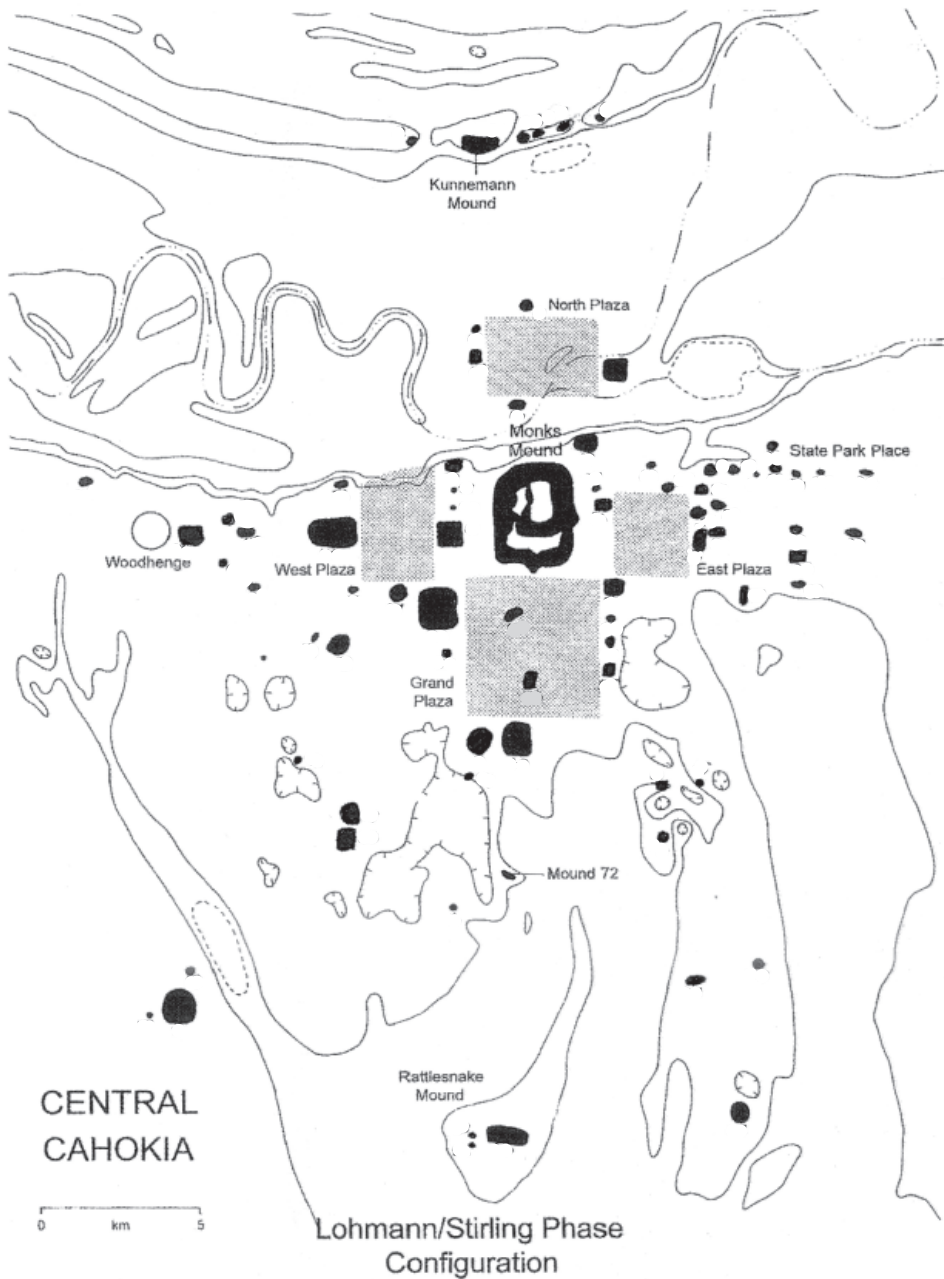 Kunnemann
Mound
North Plaza
Monks
Mound
State Park Place
Woodhenge
West Plaza
East Plaza
Grand
Plaza
Mound 72
Rattlesnake
Mound
CENTRAL
CAHOKIA
0 km 5
Lohmann/Stirling Phase
Configuration